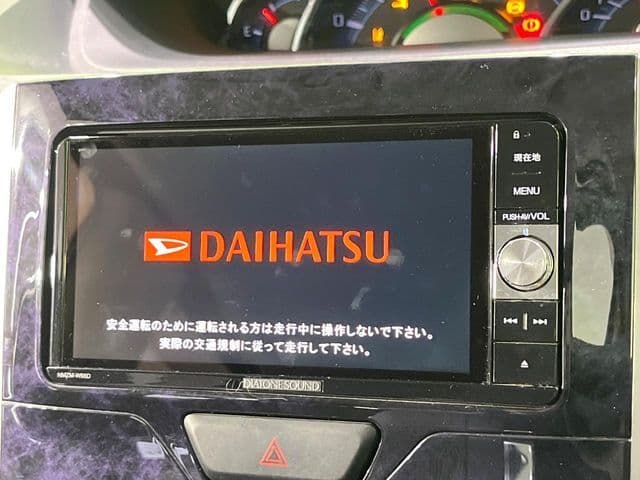 E
現在地
MENU
PUSH-AV/VOL
DAIHATSU
安全運転のために運転される方は走行中に操作しないで下さい。
実際の交通規制に従って走行して下さい。
DIATONE SOUND